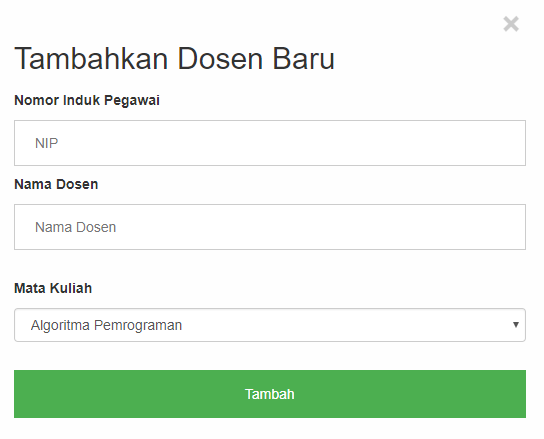 Tambahkan Dosen Baru
Nomor Induk Pegawai
NIP
Nama Dosen
Nama Dosen
Mata Kuliah
Algoritma Pemrograman
Tambah